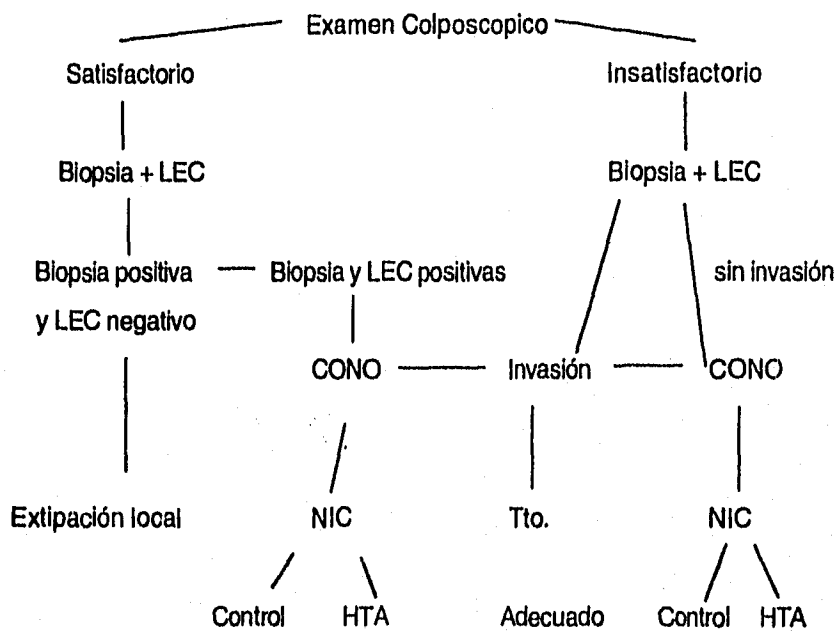 Examen Colposcopico
Satisfactorio Insatisfactorio
Biopsia + LEC Biopsia + LEC
Biopsia positiva Biopsia y LEC positivas sin invasión
y LEC negativo
CONO Invasión CONO
Extipación local NIC Tto. NIC
Control HTA Adecuado Control HTA